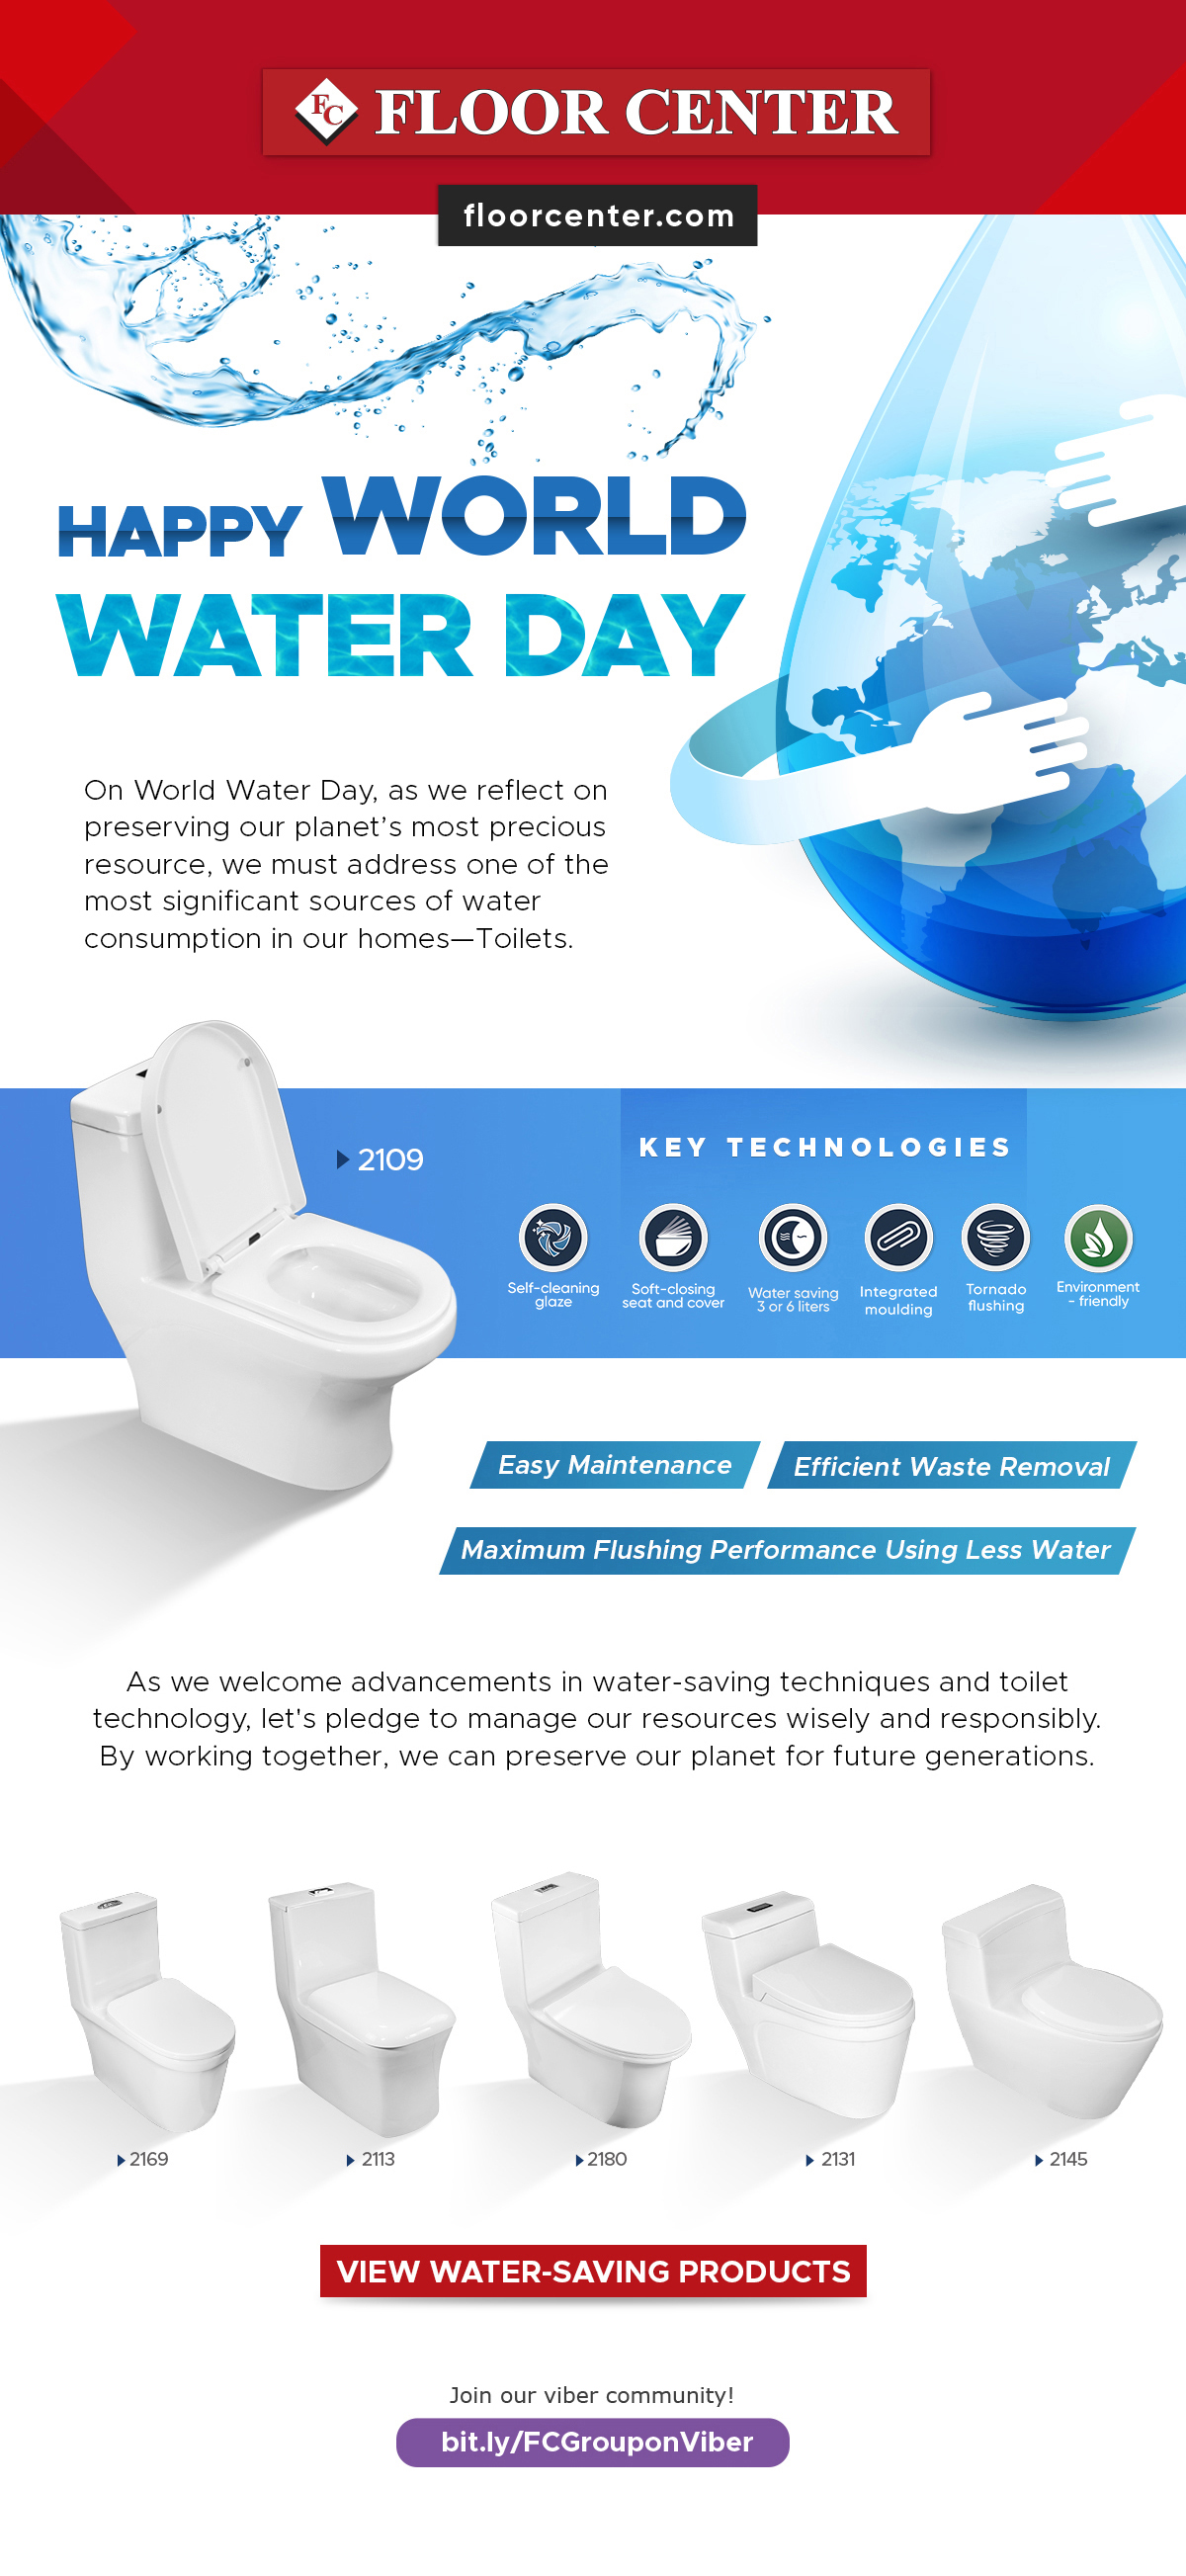 FC FLOOR CENTER
floorcenter.com
HAPPY WORLD
WATER DAY
On World Water Day, as we reflect on
preserving our planet’s most precious
resource, we must address one of the
most significant sources of water
consumption in our homes—Toilets.
2109
KEY TECHNOLOGIES
Self-cleaning
glaze
Soft-closing
seat and cover
Water saving
3 or 6 liters
Integrated
moulding
Tornado
flushing
Environment
- friendly
Easy Maintenance
Efficient Waste Removal
Maximum Flushing Performance Using Less Water
As we welcome advancements in water-saving techniques and toilet
technology, let's pledge to manage our resources wisely and responsibly.
By working together, we can preserve our planet for future generations.
2169
2113
2180
2131
2145
VIEW WATER-SAVING PRODUCTS
Join our viber community!
bit.ly/FCGrouponViber